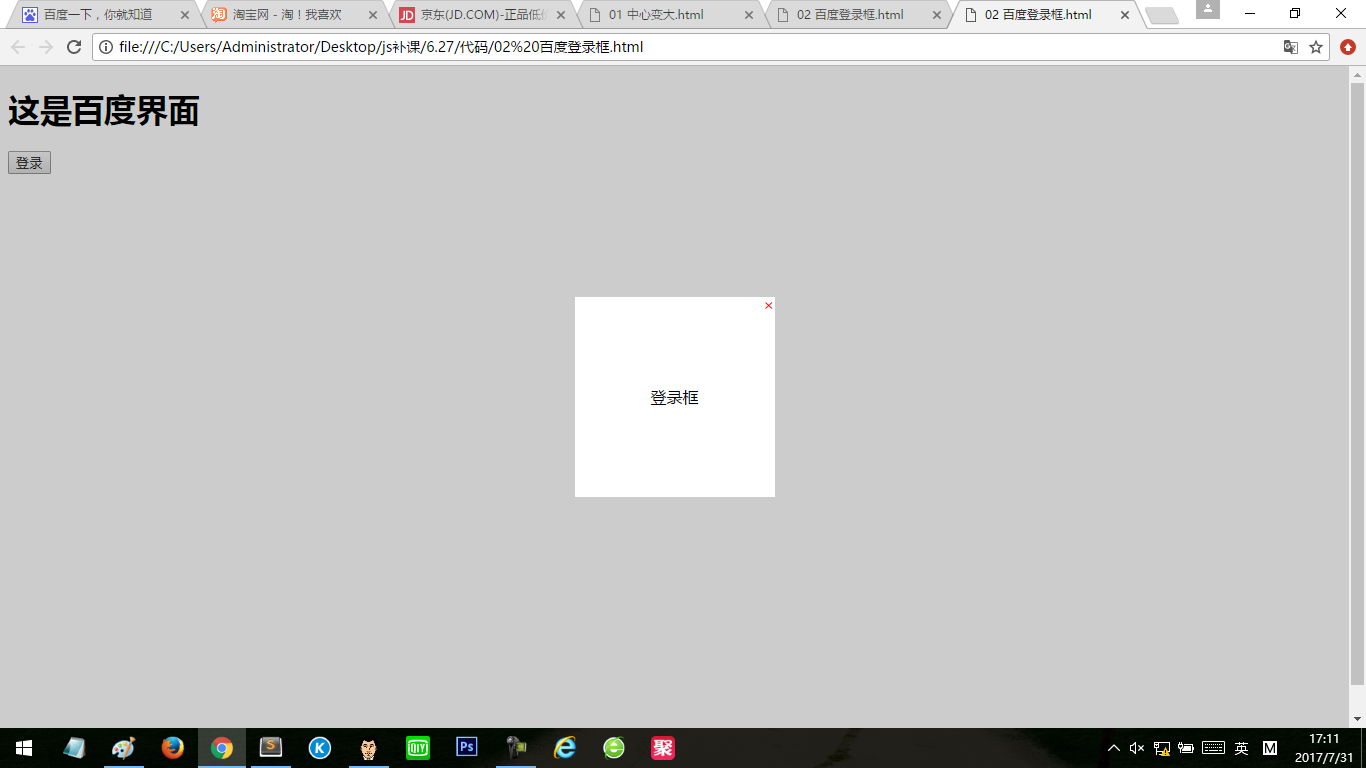 百度一下，你就知道
淘宝网 - 淘！我喜欢
京东(JD.COM)-正品低
01 中心变大.html
02 百度登录框.html
02 百度登录框.html
file:///C:/Users/Administrator/Desktop/js补课/6.27/代码/02%20百度登录框.html
这是百度界面
登录
×
登录框
S
K
QIY
Ps
聚
英
M
17:11
2017/7/31